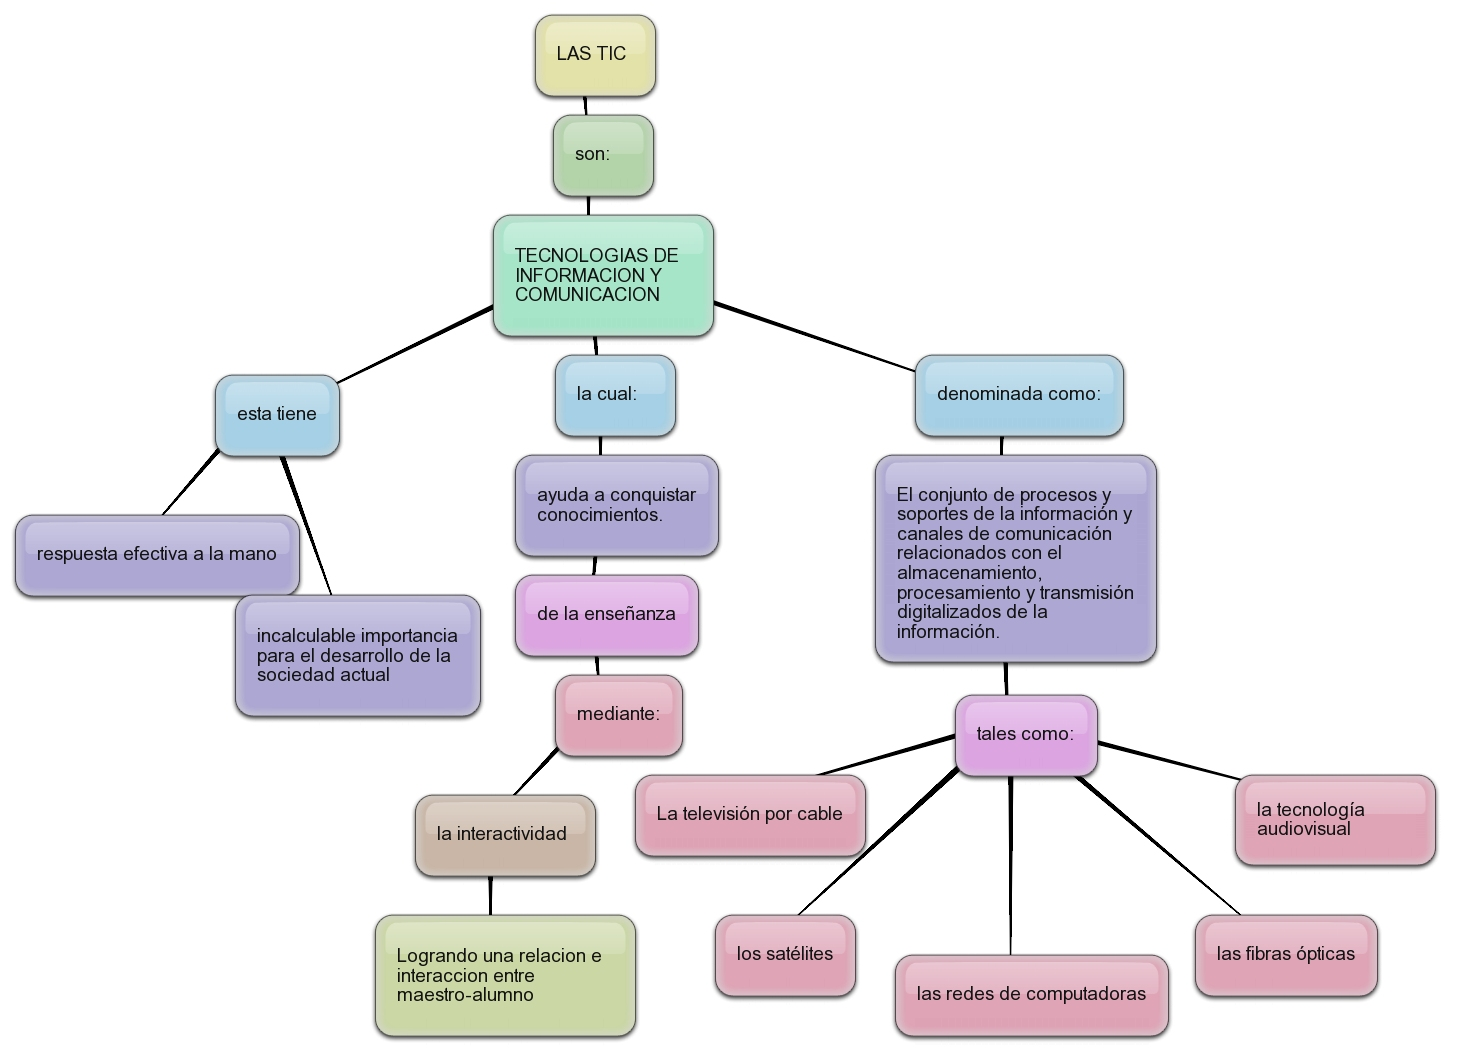 LAS TIC
son:
TECNOLOGIAS DE
INFORMACION Y
COMUNICACION
esta tiene
respuesta efectiva a la mano
incalculable importancia
para el desarrollo de la
sociedad actual
la cual:
ayuda a conquistar
conocimientos.
de la enseñanza
mediante:
la interactividad
Logrando una relacion e
interaccion entre
maestro-alumno
denominada como:
El conjunto de procesos y
soportes de la información y
canales de comunicación
relacionados con el
almacenamiento,
procesamiento y transmisión
digitalizados de la
información.
tales como:
La televisión por cable
los satélites
las redes de computadoras
las fibras ópticas
la tecnología
audiovisual